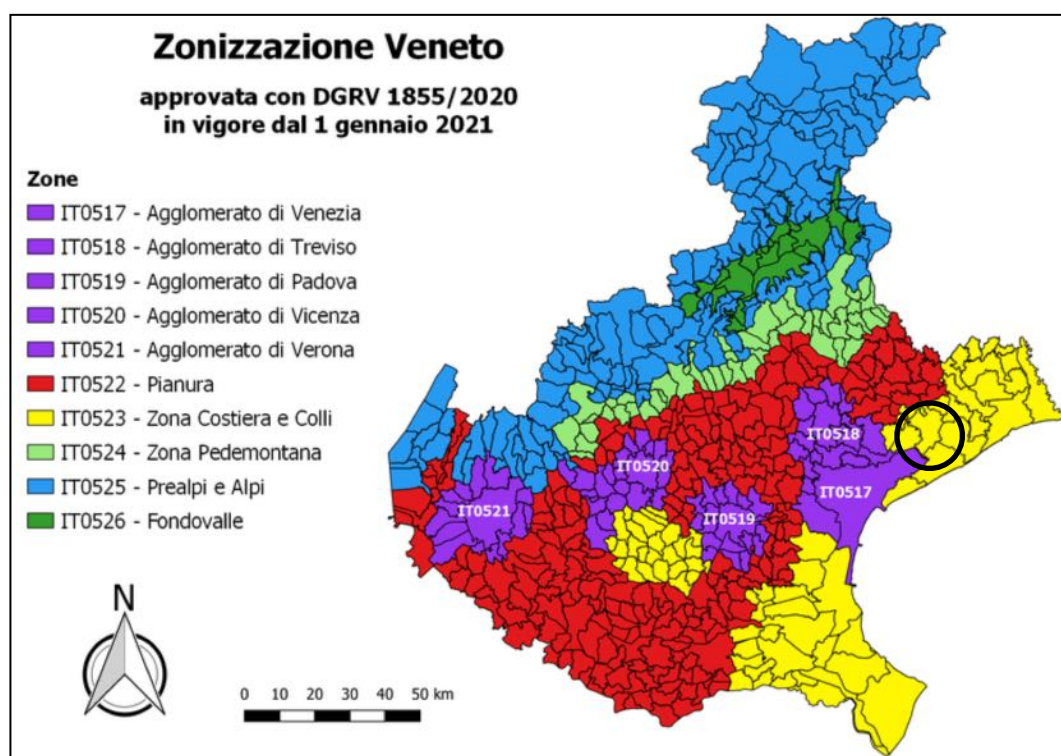 Zonizzazione Veneto
approvata con DGRV 1855/2020
in vigore dal 1 gennaio 2021
Zone
IT0517 - Agglomerato di Venezia
IT0518 - Agglomerato di Treviso
IT0519 - Agglomerato di Padova
IT0520 - Agglomerato di Vicenza
IT0521 - Agglomerato di Verona
IT0522 - Pianura
IT0523 - Zona Costiera e Colli
IT0524 - Zona Pedemontana
IT0525 - Prealpi e Alpi
IT0526 - Fondovalle
IT0518
IT0520
IT0517
IT0521
IT0519
N
0 10 20 30 40 50 km